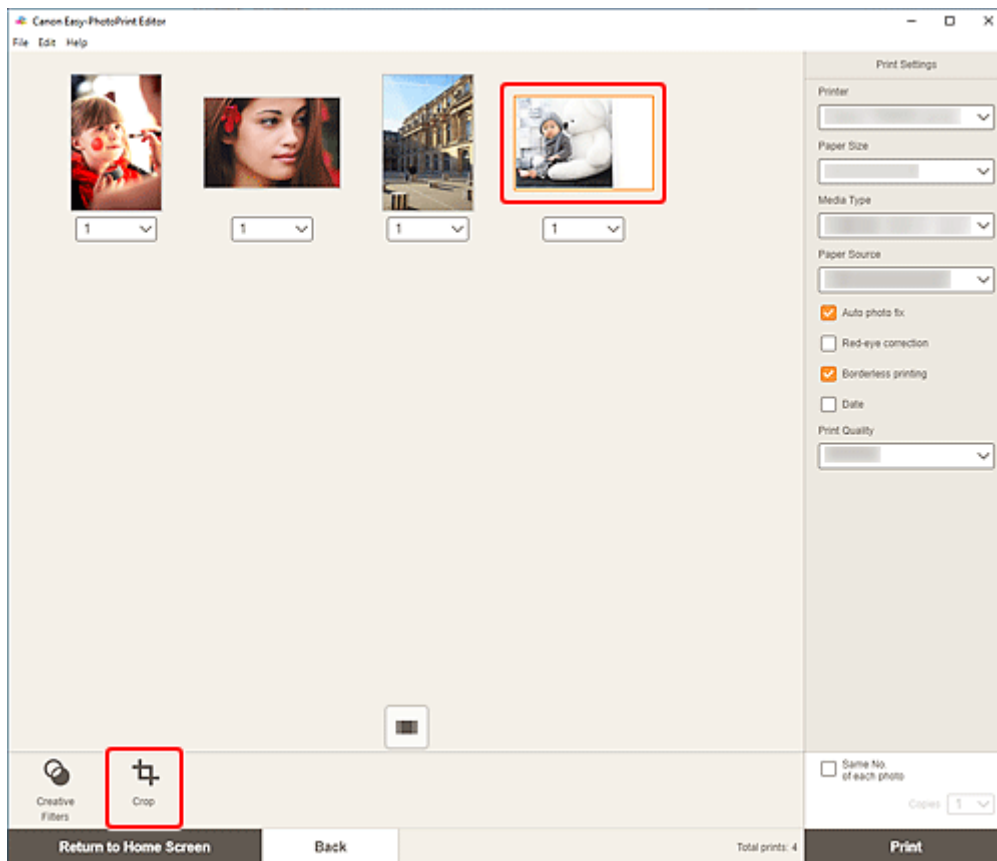 Canon Easy-PhotoPrint Editor
File Edit Help
Print Settings
Printer
Paper Size
Media Type
Paper Source
Auto photo fix
Red-eye correction
Borderless printing
Date
Print Quality
1 1 1 1
Creative
Filters
Crop
Same No.
of each photo
Copies 1
Return to Home Screen
Back
Total prints: 4
Print